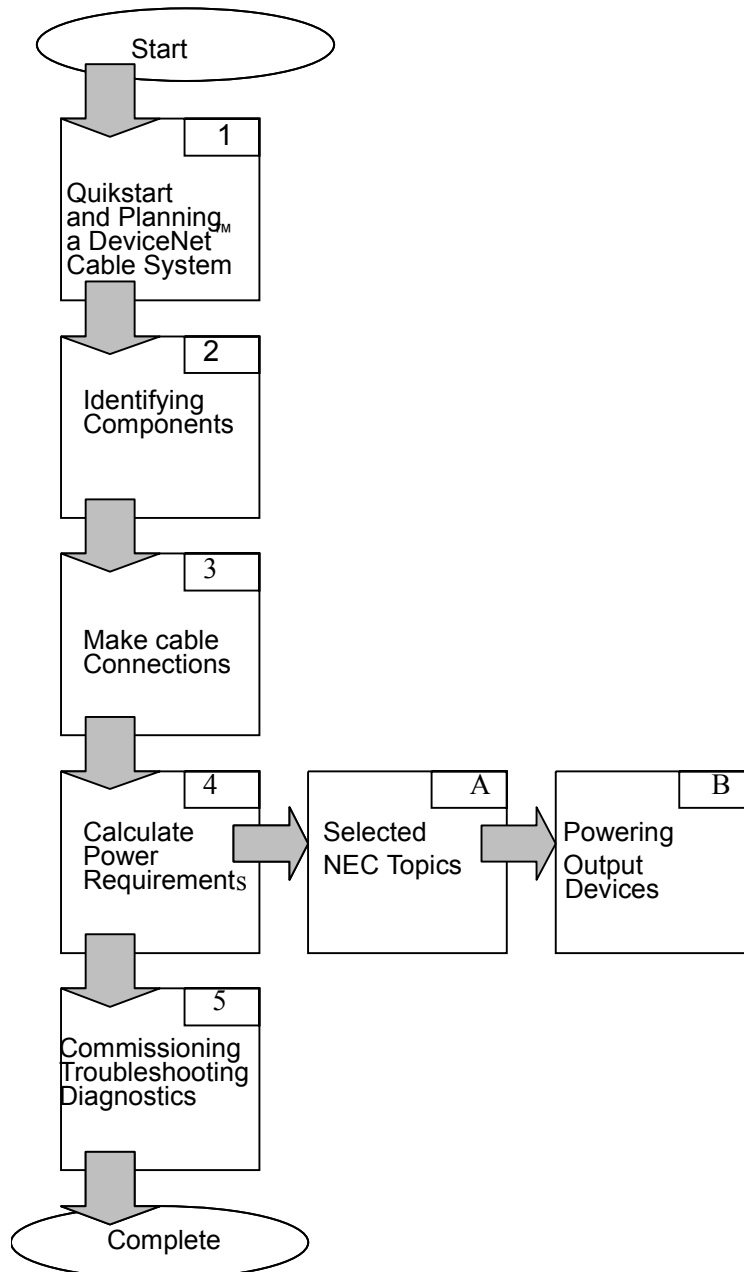 Start
1
Quikstart
and Planning
a DeviceNet™
Cable System
2
Identifying
Components
3
Make cable
Connections
4
Calculate
Power
Requirements
A
Selected
NEC Topics
B
Powering
Output
Devices
5
Commissioning
Troubleshooting
Diagnostics
Complete